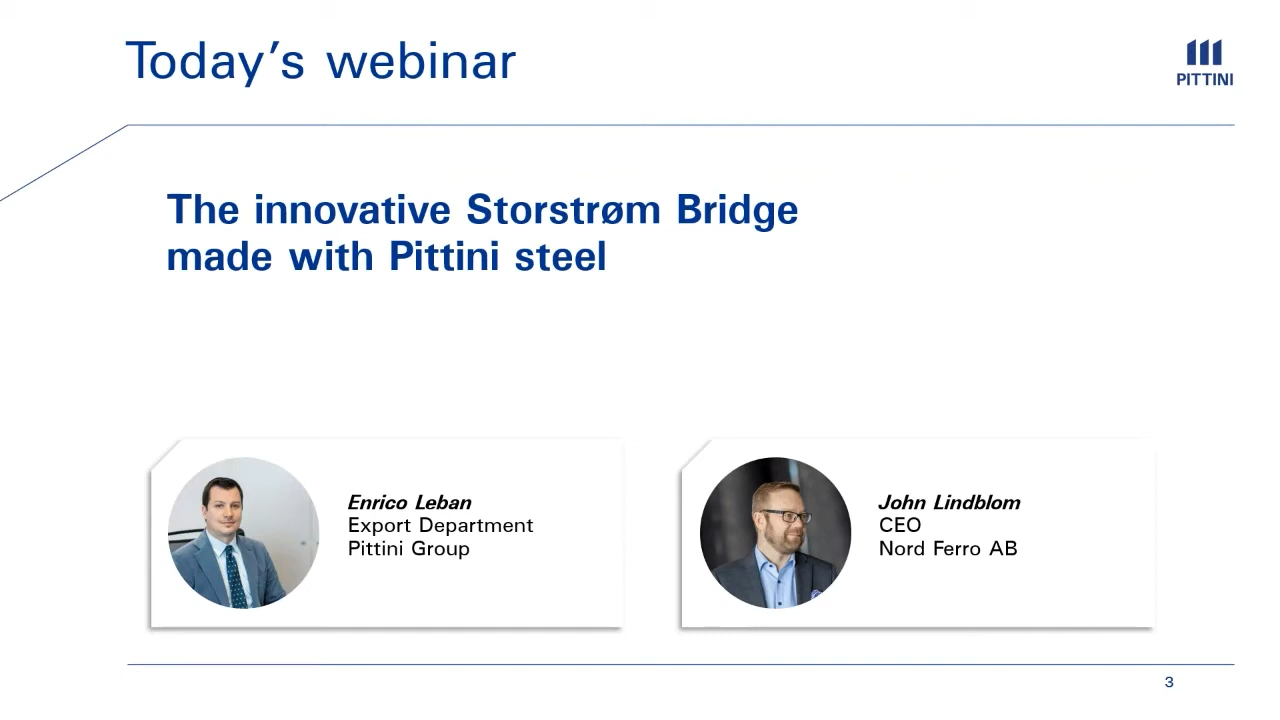 Today's webinar
PITTINI
The innovative Storstrøm Bridge
made with Pittini steel
Enrico Leban
Export Department
Pittini Group
John Lindblom
CEO
Nord Ferro AB
3